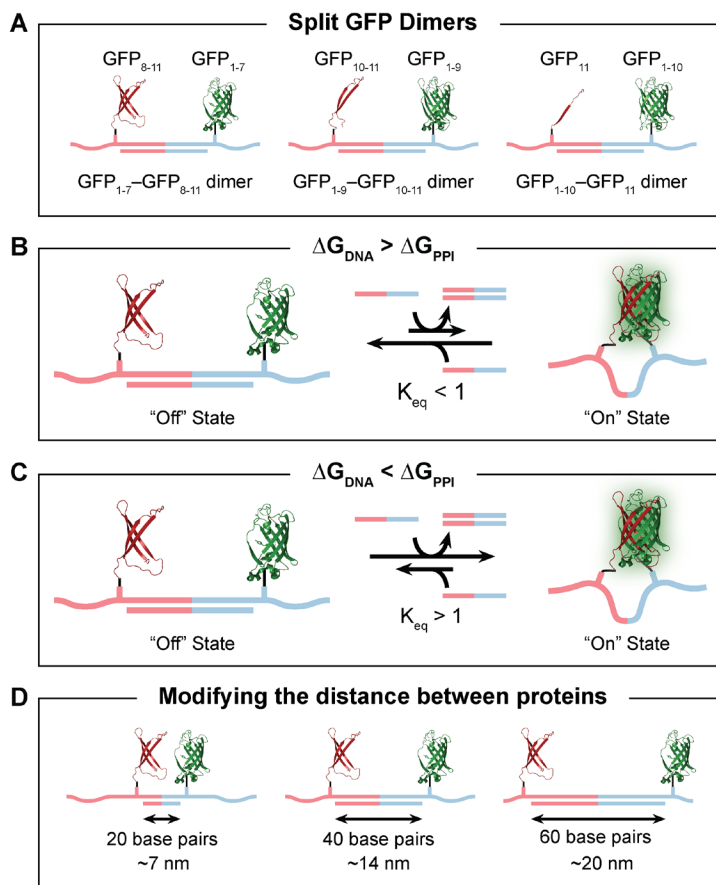 A Split GFP Dimers
GFP8-11 GFP1-7 GFP10-11 GFP1-9 GFP11 GFP1-10
GFP1-7–GFP8-11 dimer GFP1-9–GFP10-11 dimer GFP1-10–GFP11 dimer
B ΔGDNA > ΔGPPI
Keq < 1
"Off" State "On" State
C ΔGDNA < ΔGPPI
Keq > 1
"Off" State "On" State
D Modifying the distance between proteins
20 base pairs 40 base pairs 60 base pairs
~7 nm ~14 nm ~20 nm